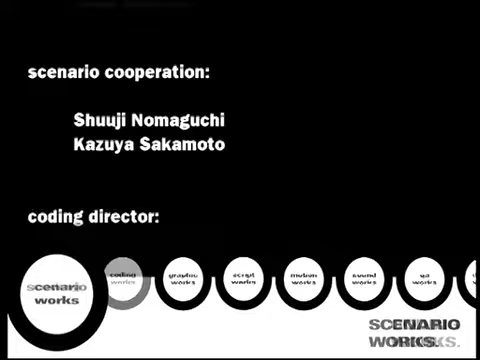 scenario cooperation:
Shuuji Nomaguchi
Kazuya Sakamoto
coding director:
scenario works
coding works
graphic works
script works
motion works
sound works
qa works
SCENARIO
WORKS.